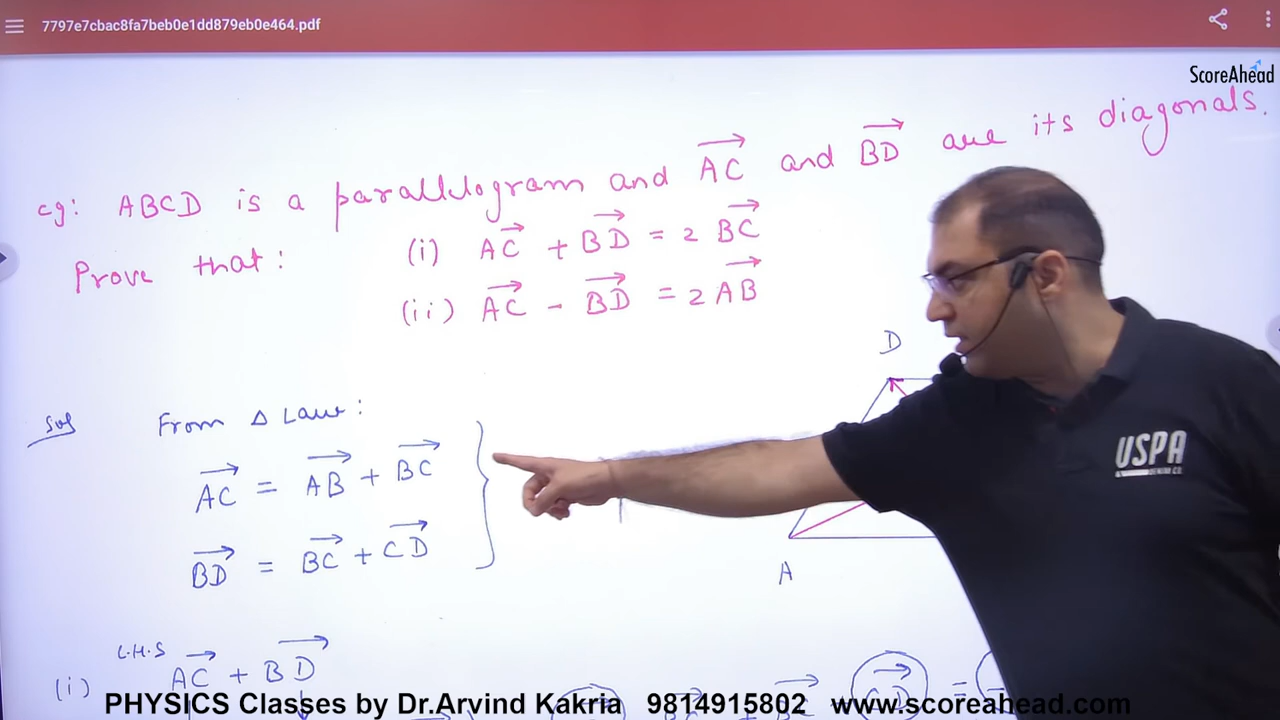 7797e7cbac8fa7beb0e1dd879eb0e464.pdf
ScoreAhead
eg: ABCD is a parallelogram and AC⃗ and BD⃗ are its diagonals.
Prove that: (i) AC⃗ + BD⃗ = 2 BC⃗
(ii) AC⃗ - BD⃗ = 2 AB⃗
D
Sol From Δ Law:
AC⃗ = AB⃗ + BC⃗
BD⃗ = BC⃗ + CD⃗
A
USPA
DENIM CO.
L.H.S
(i) AC⃗ + BD⃗
PHYSICS Classes by Dr.Arvind Kakria 9814915802 www.scoreahead.com